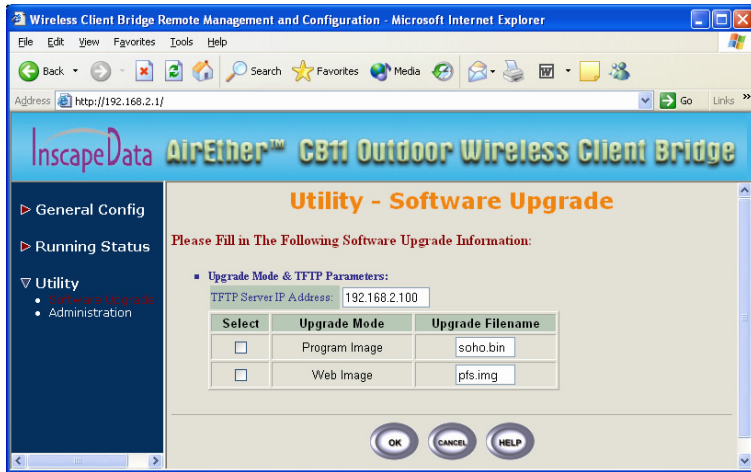 Wireless Client Bridge Remote Management and Configuration - Microsoft Internet Explorer
File Edit View Favorites Tools Help
Back Search Favorites Media
Address http://192.168.2.1/ Go Links »
InscapeData AirEther™ CB11 Outdoor Wireless Client Bridge
General Config
Running Status
Utility
Software Upgrade
Administration
Utility - Software Upgrade
Please Fill in The Following Software Upgrade Information:
Upgrade Mode & TFTP Parameters:
TFTP Server IP Address: 192.168.2.100
Select Upgrade Mode Upgrade Filename
Program Image soho.bin
Web Image pfs.img
OK CANCEL HELP